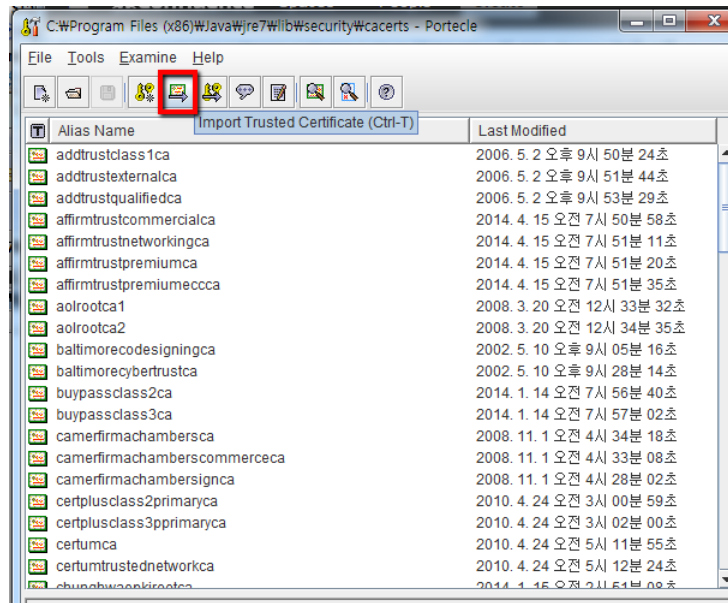 C:₩Program Files (x86)₩Java₩jre7₩lib₩security₩cacerts - Portecle
File Tools Examine Help
Import Trusted Certificate (Ctrl-T)
T Alias Name Last Modified
addtrustclass1ca 2006. 5. 2 오후 9시 50분 24초
addtrustexternalca 2006. 5. 2 오후 9시 51분 44초
addtrustqualifiedca 2006. 5. 2 오후 9시 53분 29초
affirmtrustcommercialca 2014. 4. 15 오전 7시 50분 58초
affirmtrustnetworkingca 2014. 4. 15 오전 7시 51분 11초
affirmtrustpremiumca 2014. 4. 15 오전 7시 51분 20초
affirmtrustpremiumeccca 2014. 4. 15 오전 7시 51분 35초
aolrootca1 2008. 3. 20 오전 12시 33분 32초
aolrootca2 2008. 3. 20 오전 12시 34분 35초
baltimorecodesigningca 2002. 5. 10 오후 9시 05분 16초
baltimorecybertrustca 2002. 5. 10 오후 9시 28분 14초
buypassclass2ca 2014. 1. 14 오전 7시 56분 40초
buypassclass3ca 2014. 1. 14 오전 7시 57분 02초
camerfirmachambersca 2008. 11. 1 오전 4시 34분 18초
camerfirmachamberscommerceca 2008. 11. 1 오전 4시 33분 08초
camerfirmachambersignca 2008. 11. 1 오전 4시 28분 02초
certplusclass2primaryca 2010. 4. 24 오전 3시 00분 59초
certplusclass3pprimaryca 2010. 4. 24 오전 3시 02분 00초
certumca 2010. 4. 24 오전 5시 11분 55초
certumtrustednetworkca 2010. 4. 24 오전 5시 12분 24초
chunghwaepkirootca 2014. 1. 15 오전 2시 51분 08초